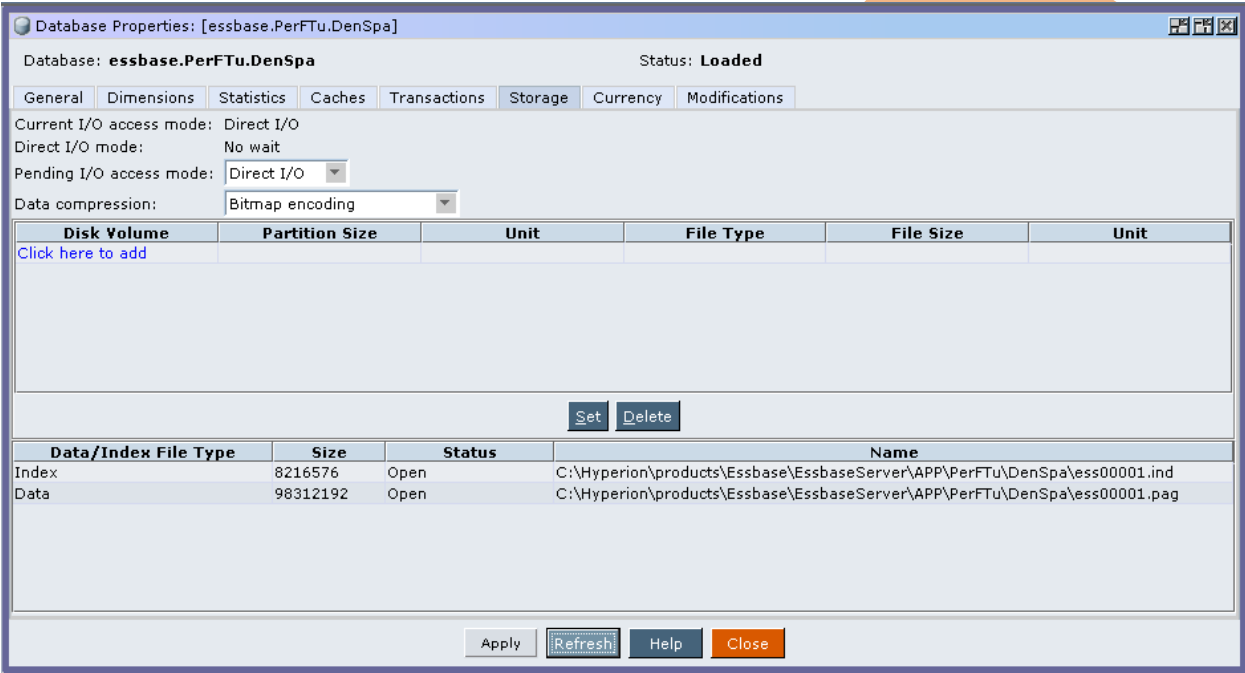 Database Properties: [essbase.PerFTu.DenSpa]
Database: essbase.PerFTu.DenSpa Status: Loaded
General Dimensions Statistics Caches Transactions Storage Currency Modifications
Current I/O access mode: Direct I/O
Direct I/O mode: No wait
Pending I/O access mode: Direct I/O
Data compression: Bitmap encoding
Disk Volume Partition Size Unit File Type File Size Unit
Click here to add
Set Delete
Data/Index File Type Size Status Name
Index 8216576 Open C:\Hyperion\products\Essbase\EssbaseServer\APP\PerFTu\DenSpa\ess00001.ind
Data 98312192 Open C:\Hyperion\products\Essbase\EssbaseServer\APP\PerFTu\DenSpa\ess00001.pag
Apply Refresh Help Close